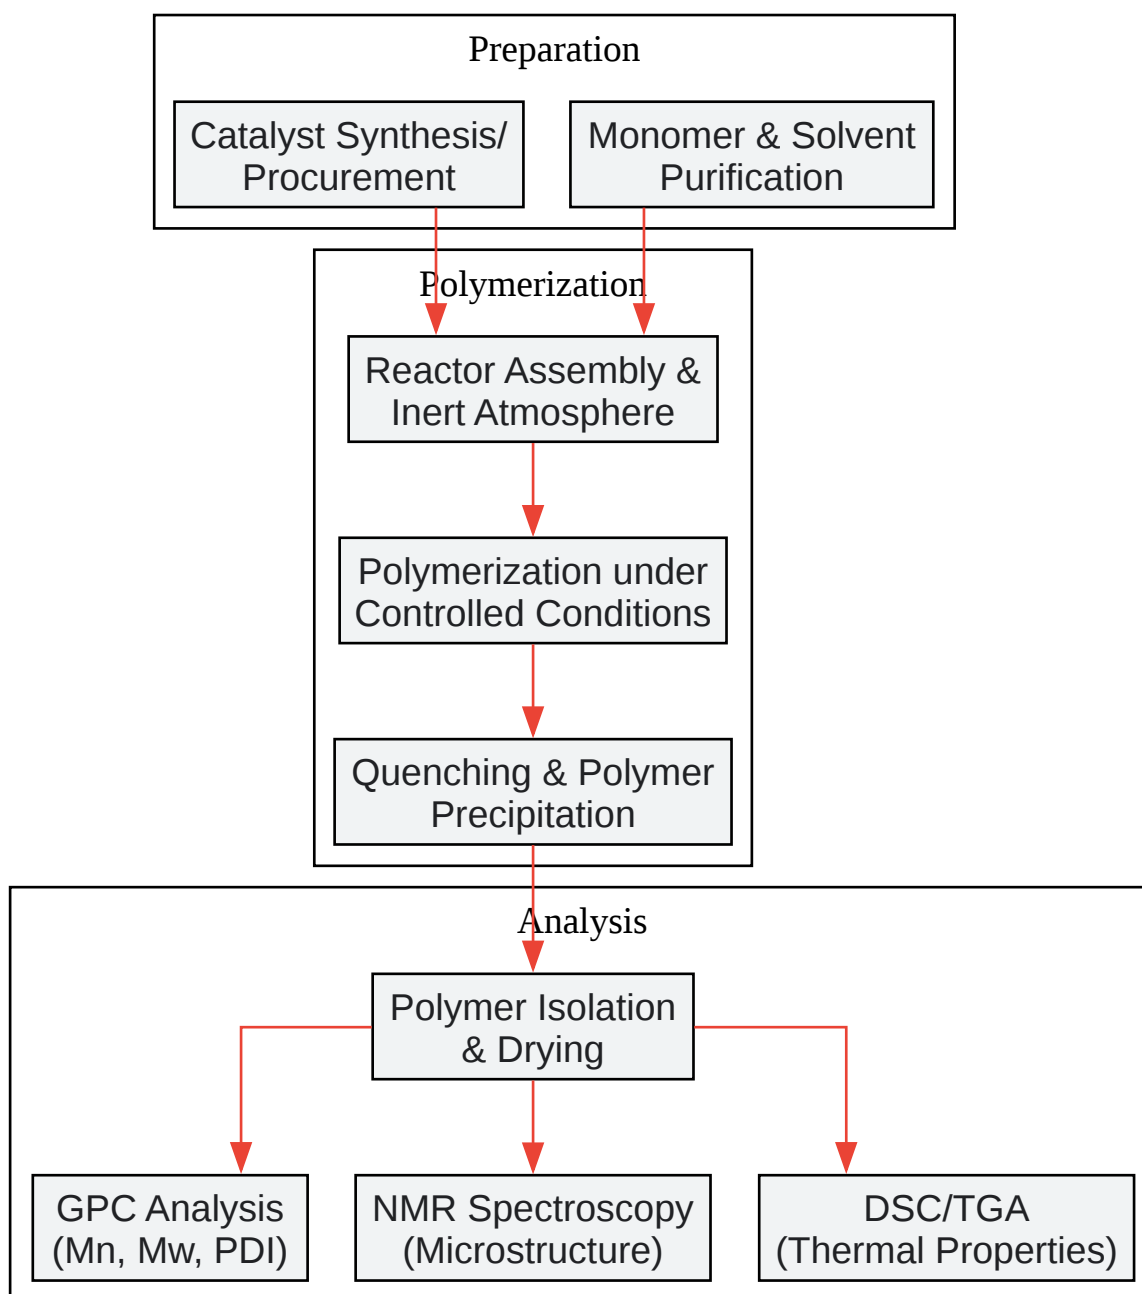 Preparation
Catalyst Synthesis/
Procurement
Monomer & Solvent
Purification
Polymerization
Reactor Assembly &
Inert Atmosphere
Polymerization under
Controlled Conditions
Quenching & Polymer
Precipitation
Analysis
Polymer Isolation
& Drying
GPC Analysis
(Mn, Mw, PDI)
NMR Spectroscopy
(Microstructure)
DSC/TGA
(Thermal Properties)